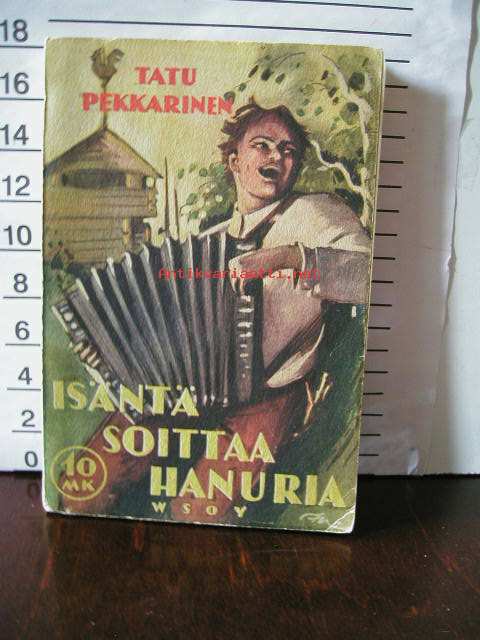 18
16
14
12
10
8
6
4
2
0
TATU
PEKKARINEN
Antikvariaatti.net
ISÄNTÄ
SOITTAA
HANURIA
10
MK
WSOY